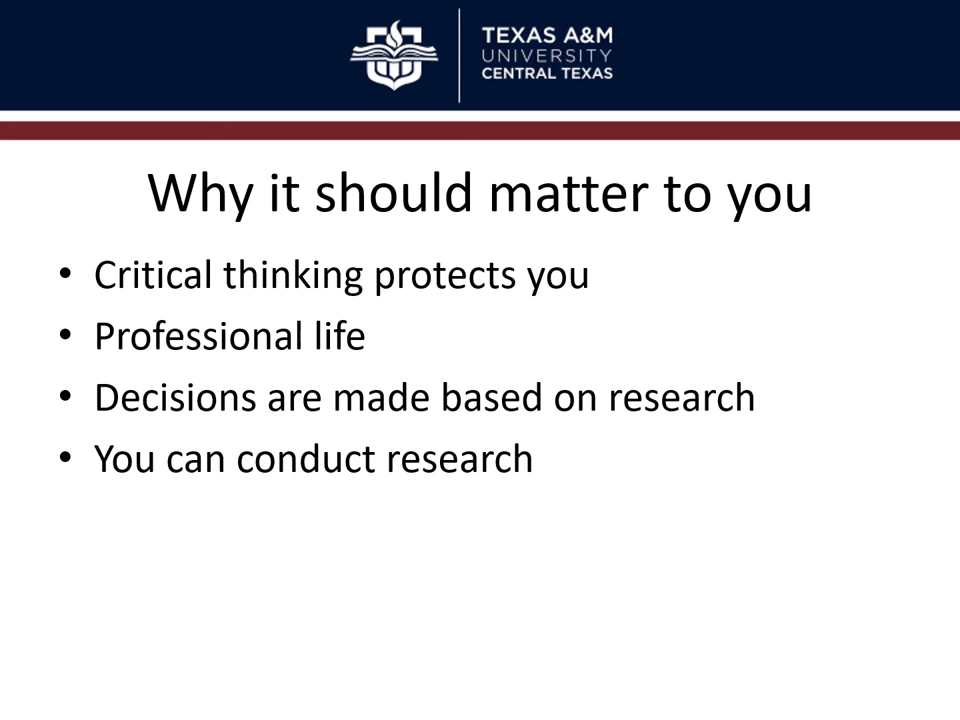 TEXAS A&M
UNIVERSITY
CENTRAL TEXAS
Why it should matter to you
• Critical thinking protects you
• Professional life
• Decisions are made based on research
• You can conduct research